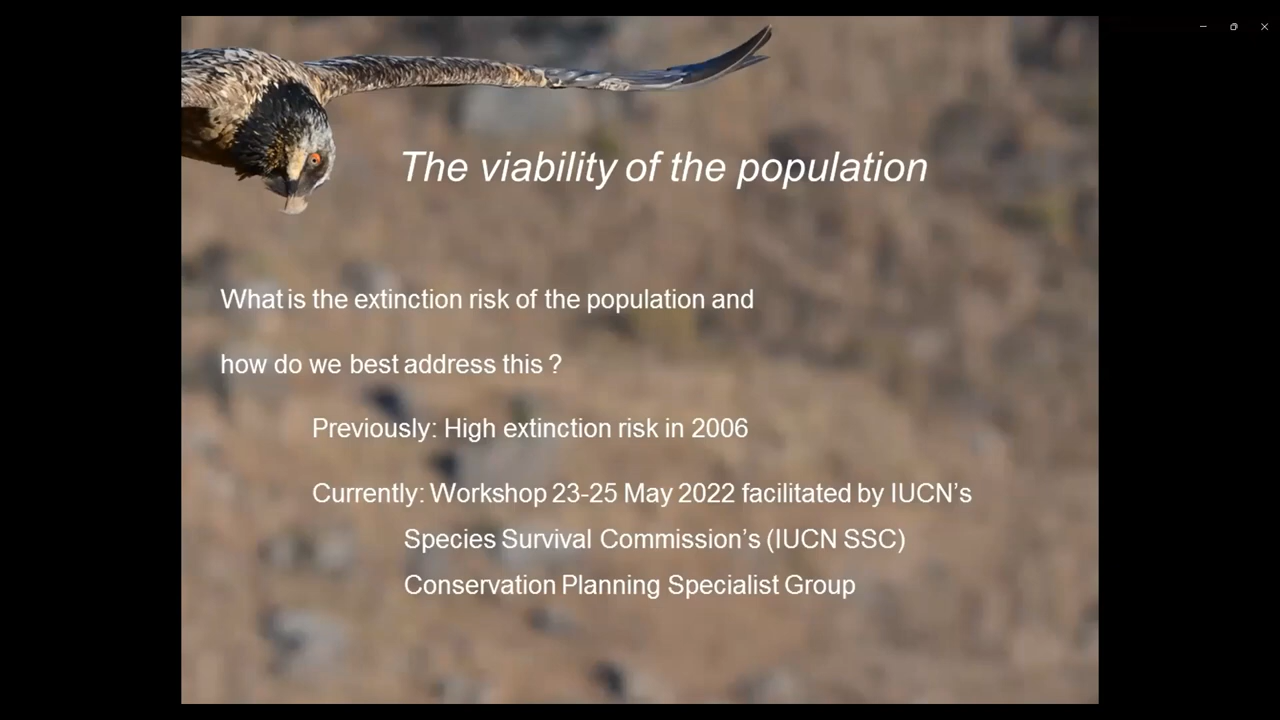 The viability of the population
What is the extinction risk of the population and
how do we best address this ?
Previously: High extinction risk in 2006
Currently: Workshop 23-25 May 2022 facilitated by IUCN’s
Species Survival Commission’s (IUCN SSC)
Conservation Planning Specialist Group